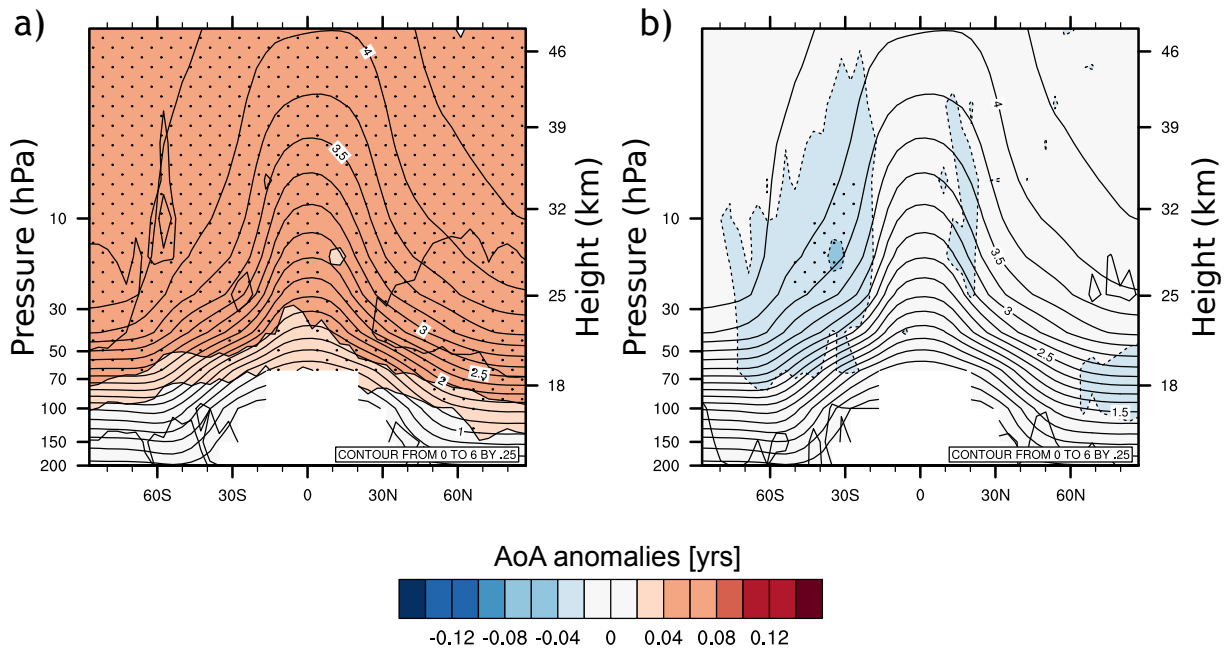 a)
b)
Pressure (hPa)
10
30
50
70
100
150
200
60S
30S
0
30N
60N
46
39
32
25
18
Height (km)
4
3.5
3
2.5
2
1
CONTOUR FROM 0 TO 6 BY .25
Pressure (hPa)
10
30
50
70
100
150
200
60S
30S
0
30N
60N
46
39
32
25
18
Height (km)
4
3.5
3
2.5
1.5
CONTOUR FROM 0 TO 6 BY .25
AoA anomalies [yrs]
-0.12 -0.08 -0.04 0 0.04 0.08 0.12